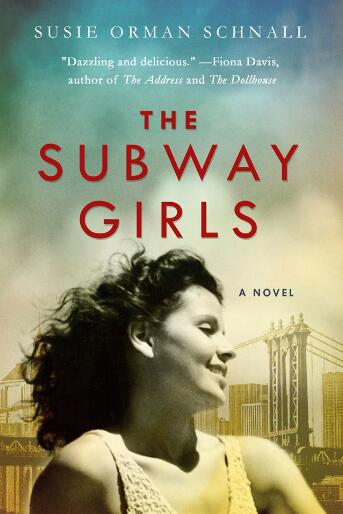 SUSIE ORMAN SCHNALL
"Dazzling and delicious." —Fiona Davis,
author of The Address and The Dollhouse
THE
SUBWAY
GIRLS
A NOVEL